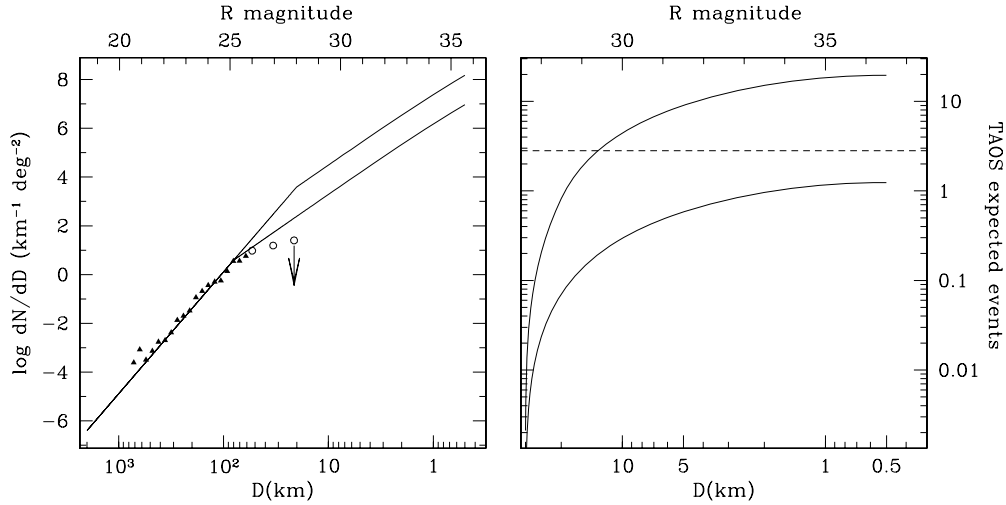 R magnitude
20 25 28 30 35
log dN/dD (km⁻¹ deg⁻²)
8
6
4
2
0
−2
−4
−6
10³ 10² 10 1
D(km)
R magnitude
30 35
TAOS expected events
10
1
0.1
0.01
10 5 1 0.5
D(km)